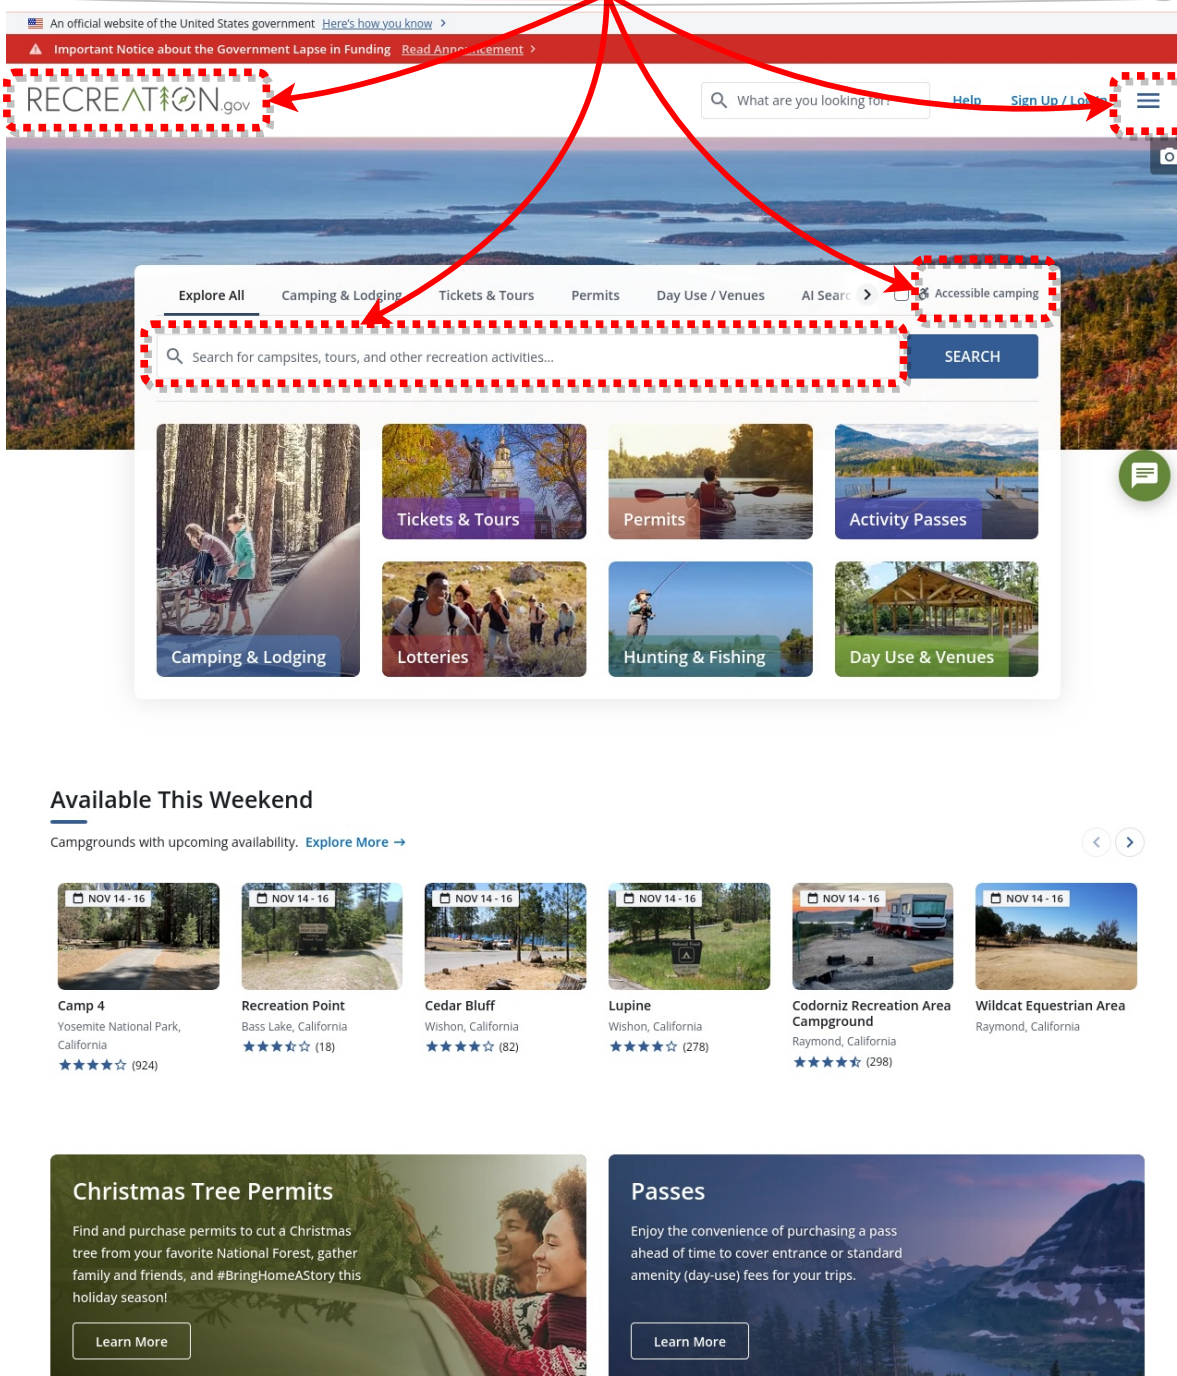 An official website of the United States government Here's how you know >
Important Notice about the Government Lapse in Funding Read Announcement >
RECREATION.gov
What are you looking for?
Help
Sign Up / Log In
Explore All
Camping & Lodging
Tickets & Tours
Permits
Day Use / Venues
AI Searc
Accessible camping
Search for campsites, tours, and other recreation activities...
SEARCH
Tickets & Tours
Permits
Activity Passes
Camping & Lodging
Lotteries
Hunting & Fishing
Day Use & Venues
Available This Weekend
Campgrounds with upcoming availability. Explore More →
NOV 14 - 16
NOV 14 - 16
NOV 14 - 16
NOV 14 - 16
NOV 14 - 16
NOV 14 - 16
Camp 4
Yosemite National Park,
California
(924)
Recreation Point
Bass Lake, California
(18)
Cedar Bluff
Wishon, California
(82)
Lupine
Wishon, California
(278)
Codorniz Recreation Area
Campground
Raymond, California
(298)
Wildcat Equestrian Area
Raymond, California
Christmas Tree Permits
Find and purchase permits to cut a Christmas
tree from your favorite National Forest, gather
family and friends, and #BringHomeAStory this
holiday season!
Learn More
Passes
Enjoy the convenience of purchasing a pass
ahead of time to cover entrance or standard
amenity (day-use) fees for your trips.
Learn More